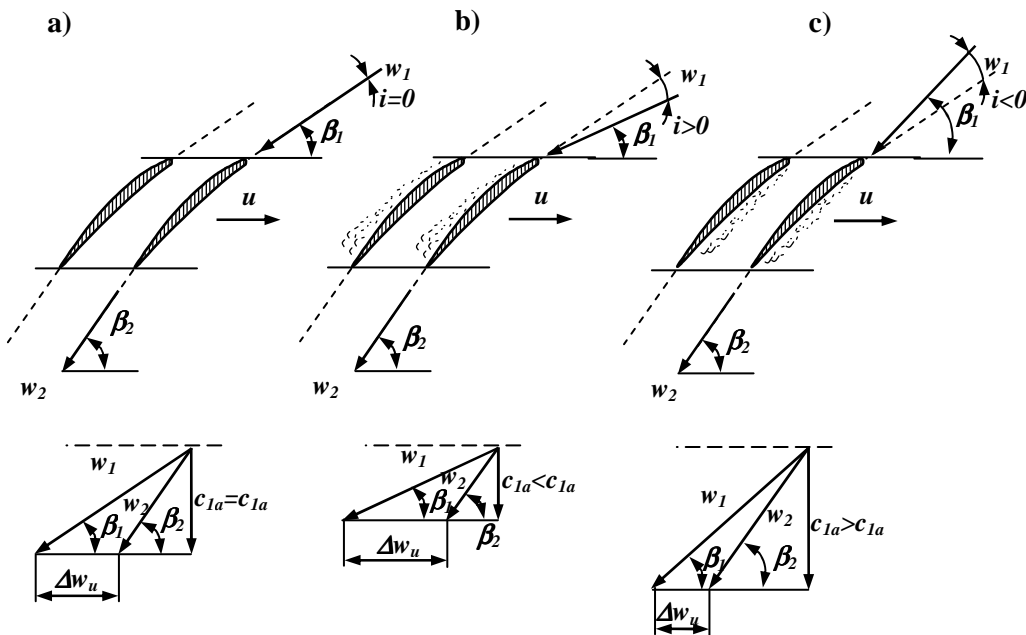 a)
w₁
i=0
β₁
u
β₂
w₂
w₁
w₂
c₁ₐ=c₁ₐ
β₁
β₂
Δwᵤ
b)
w₁
i>0
β₁
u
β₂
w₂
w₁
w₂
c₁ₐ<c₁ₐ
β₁
β₂
Δwᵤ
c)
w₁
i<0
β₁
u
β₂
w₂
w₁
w₂
c₁ₐ>c₁ₐ
β₁
β₂
Δwᵤ